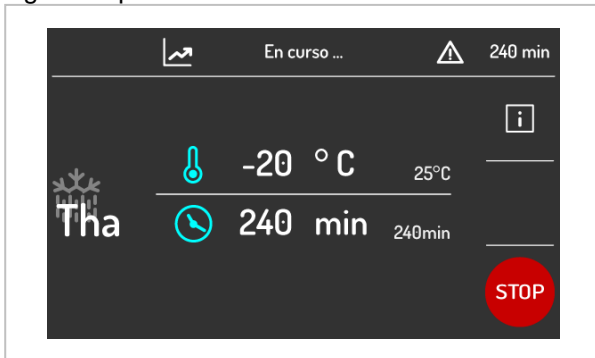 En curso ... 240 min
i
-20 °C 25°C
Tha
240 min 240min
STOP